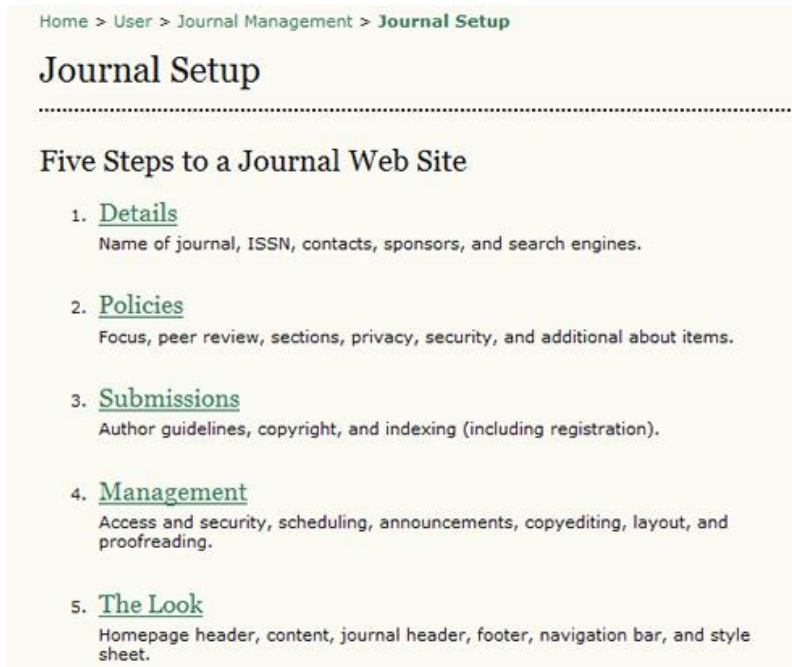 Home > User > Journal Management > Journal Setup
Journal Setup
Five Steps to a Journal Web Site
1. Details
Name of journal, ISSN, contacts, sponsors, and search engines.
2. Policies
Focus, peer review, sections, privacy, security, and additional about items.
3. Submissions
Author guidelines, copyright, and indexing (including registration).
4. Management
Access and security, scheduling, announcements, copyediting, layout, and
proofreading.
5. The Look
Homepage header, content, journal header, footer, navigation bar, and style
sheet.